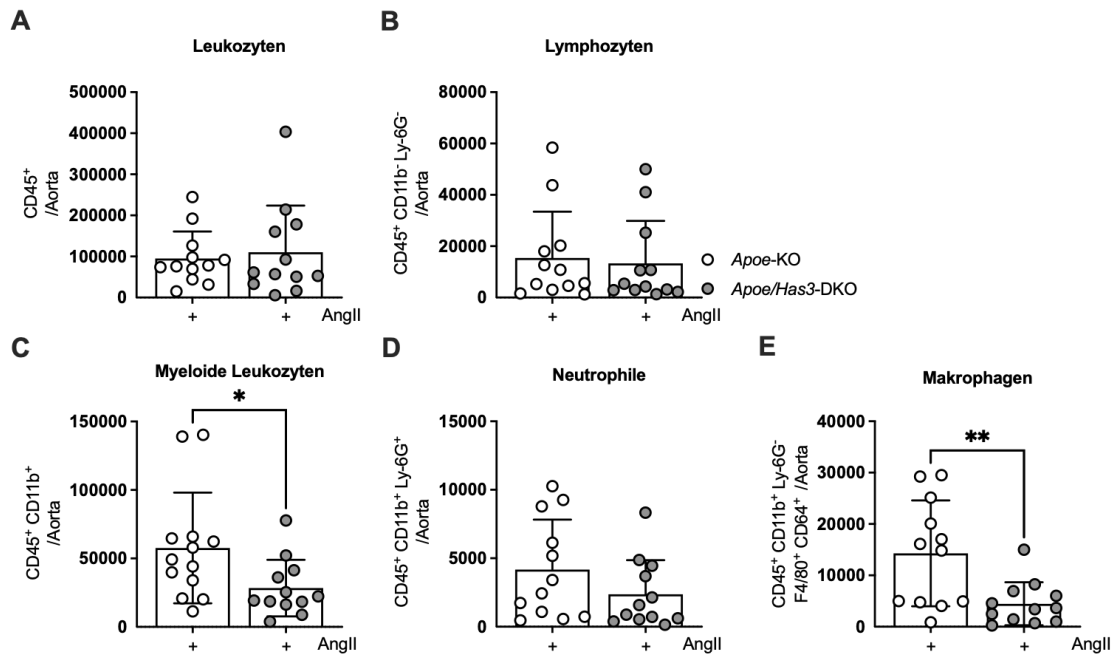 A
Leukozyten
CD45⁺
/Aorta
500000
400000
300000
200000
100000
0
+
+
AngII
B
Lymphozyten
CD45⁺ CD11b⁻ Ly-6G⁻
/Aorta
80000
60000
40000
20000
0
+
+
AngII
Apoe-KO
Apoe/Has3-DKO
C
Myeloide Leukozyten
*
CD45⁺ CD11b⁺
/Aorta
150000
100000
50000
0
+
+
AngII
D
Neutrophile
CD45⁺ CD11b⁺ Ly-6G⁺
/Aorta
15000
10000
5000
0
+
+
AngII
E
Makrophagen
**
CD45⁺ CD11b⁺ Ly-6G⁻
F4/80⁺ CD64⁺ /Aorta
40000
30000
20000
10000
0
+
+
AngII